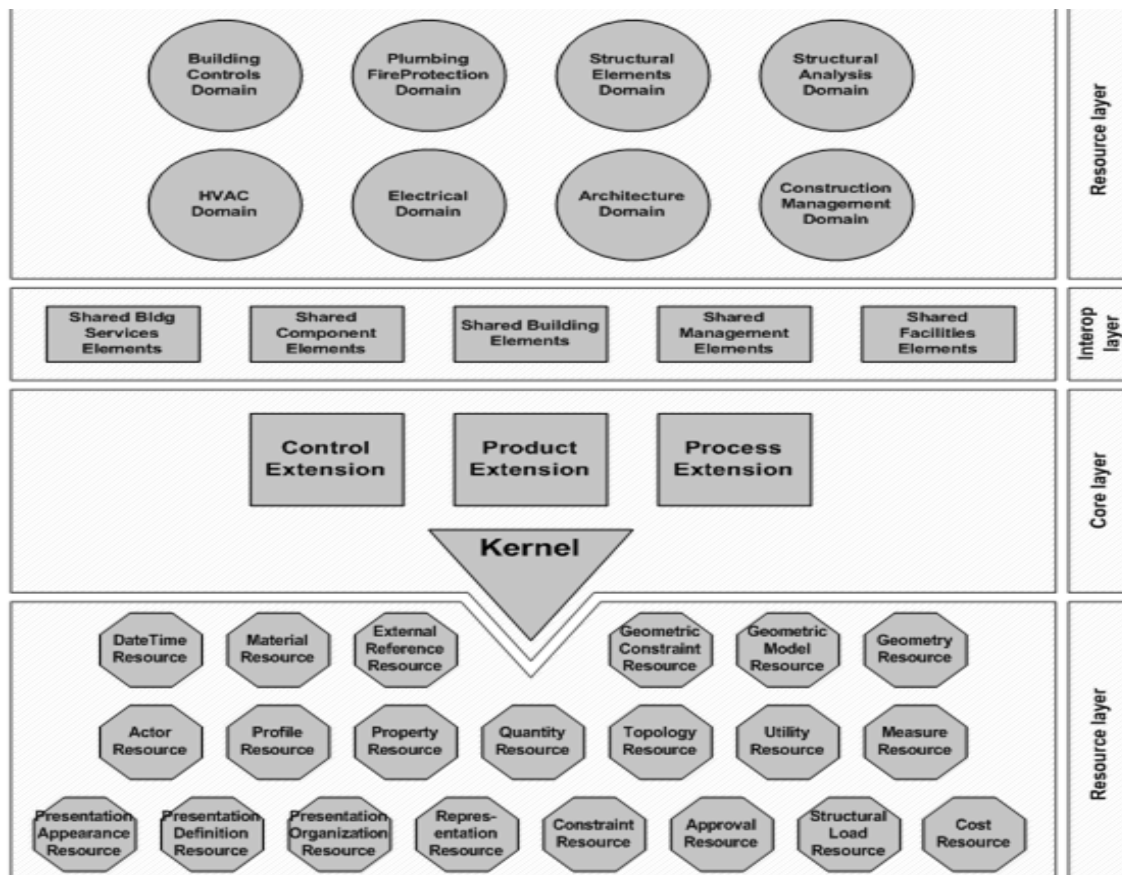 Building
Controls
Domain
Plumbing
FireProtection
Domain
Structural
Elements
Domain
Structural
Analysis
Domain
HVAC
Domain
Electrical
Domain
Architecture
Domain
Construction
Management
Domain
Resource layer
Shared Bldg
Services
Elements
Shared
Component
Elements
Shared Building
Elements
Shared
Management
Elements
Shared
Facilities
Elements
Interop
layer
Control
Extension
Product
Extension
Process
Extension
Kernel
Core layer
DateTime
Resource
Material
Resource
External
Reference
Resource
Geometric
Constraint
Resource
Geometric
Model
Resource
Geometry
Resource
Actor
Resource
Profile
Resource
Property
Resource
Quantity
Resource
Topology
Resource
Utility
Resource
Measure
Resource
Presentation
Appearance
Resource
Presentation
Definition
Resource
Presentation
Organization
Resource
Repres-
entation
Resource
Constraint
Resource
Approval
Resource
Structural
Load
Resource
Cost
Resource
Resource layer